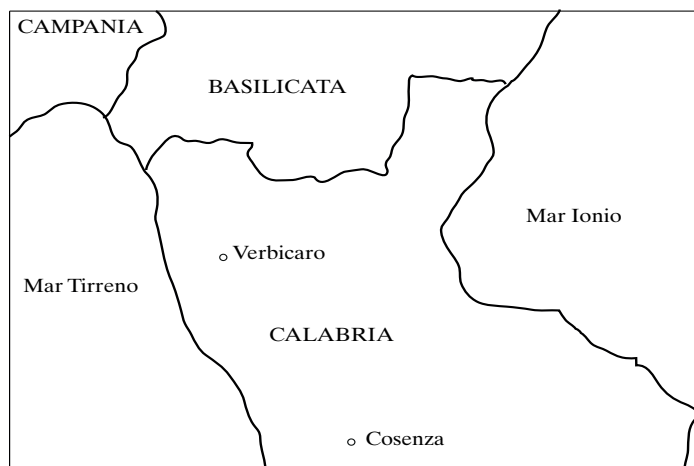 CAMPANIA
BASILICATA
Mar Ionio
Verbicaro
Mar Tirreno
CALABRIA
Cosenza